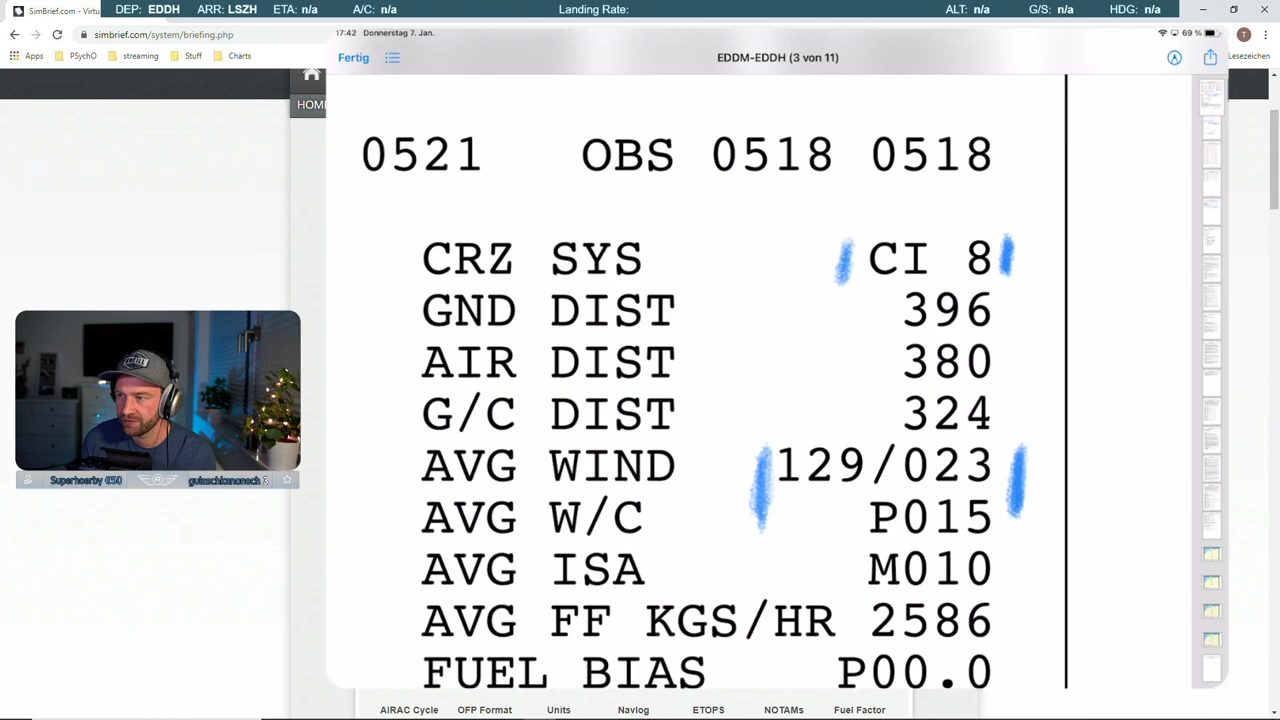 SimBrief.com - Virtu
DEP: EDDH ARR: LSZH ETA: n/a A/C: n/a Landing Rate: ALT: n/a G/S: n/a HDG: n/a
simbrief.com/system/briefing.php
Apps PSychO streaming Stuff Charts Lesezeichen
17:42 Donnerstag 7. Jan. 69 %
Fertig EDDM-EDDH (3 von 11)
HOME
0521 OBS 0518 0518
CRZ SYS CI 8
GND DIST 396
AIR DIST 380
G/C DIST 324
AVG WIND 129/023
AVG W/C P015
AVG ISA M010
AVG FF KGS/HR 2586
FUEL BIAS P00.0
Superhoerby €50
AIRAC Cycle OFP Format Units Navlog ETOPS NOTAMs Fuel Factor